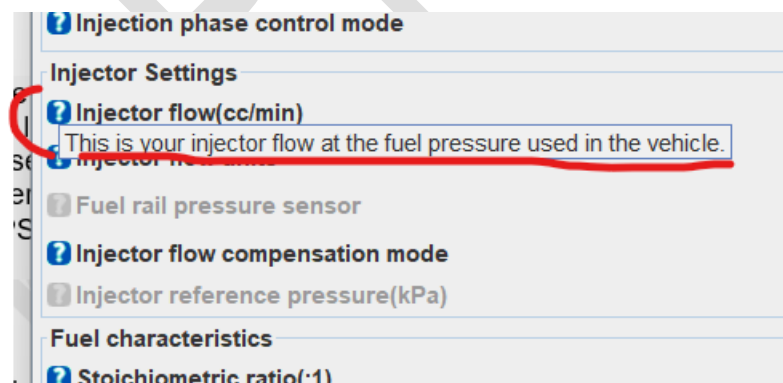 Injection phase control mode
Injector Settings
Injector flow(cc/min)
This is your injector flow at the fuel pressure used in the vehicle.
Fuel rail pressure sensor
Injector flow compensation mode
Injector reference pressure(kPa)
Fuel characteristics
Stoichiometric ratio(:1)